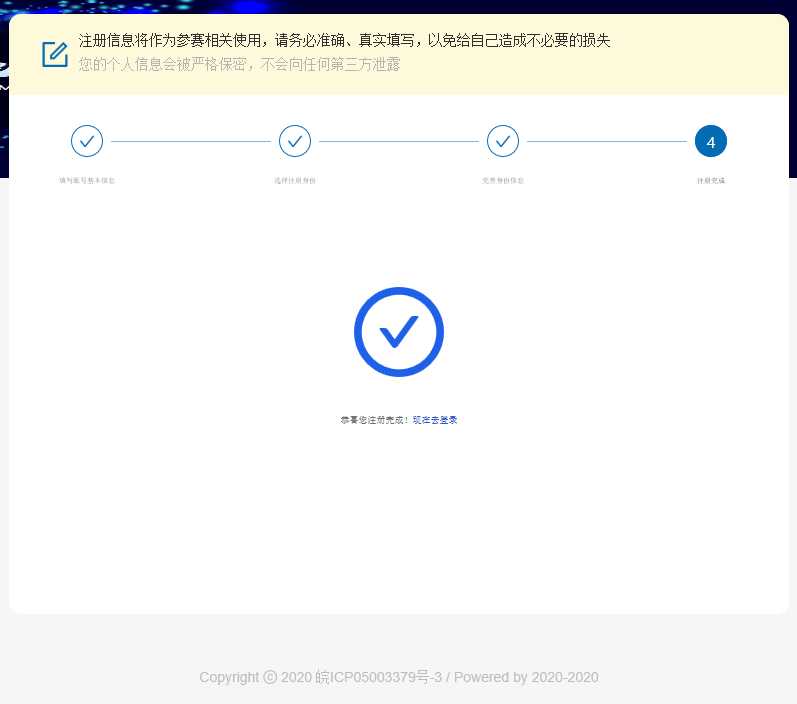 注册信息将作为参赛相关使用，请务必准确、真实填写，以免给自己造成不必要的损失
您的个人信息会被严格保密，不会向任何第三方泄露
4
填写账号基本信息
选择注册身份
完善身份信息
注册完成
恭喜您注册完成！现在去登录
Copyright ⓒ 2020 皖ICP05003379号-3 / Powered by 2020-2020